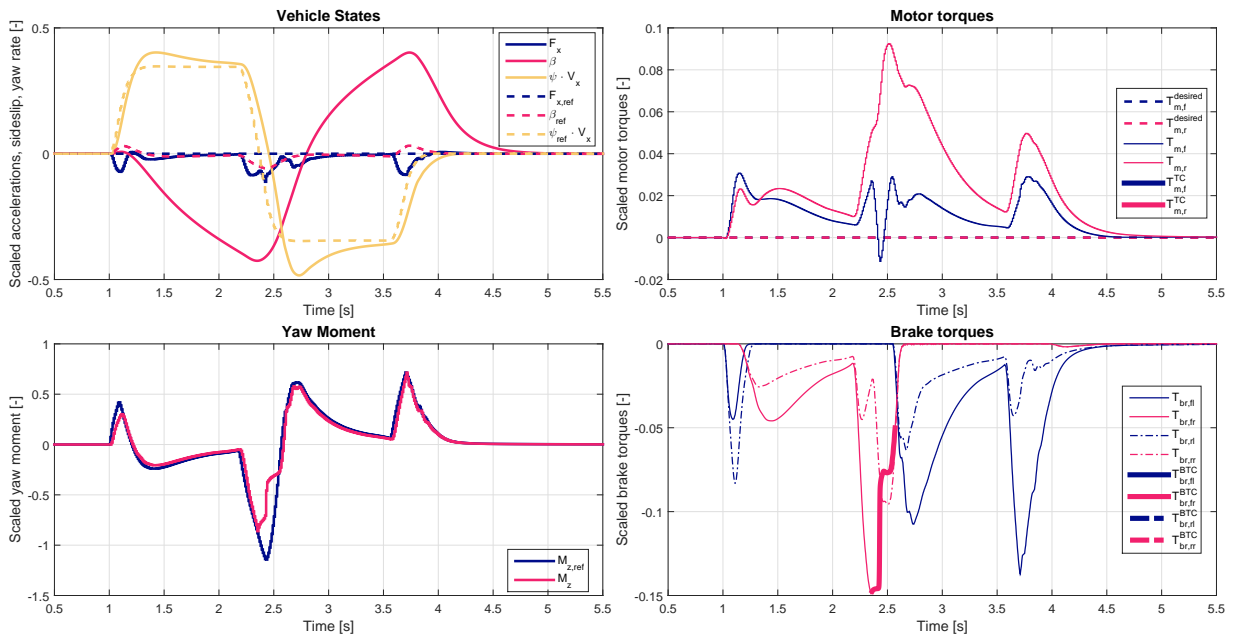 Vehicle States
Scaled accelerations, sideslip, yaw rate [-]
0.5
0
-0.5
0.5 1 1.5 2 2.5 3 3.5 4 4.5 5 5.5
Time [s]
F_x
β
ψ · V_x
F_x,ref
β_ref
ψ_ref · V_x
Motor torques
Scaled motor torques [-]
0.1
0.08
0.06
0.04
0.02
0
-0.02
0.5 1 1.5 2 2.5 3 3.5 4 4.5 5 5.5
Time [s]
T_m,f^desired
T_m,r^desired
T_m,f
T_m,r
T_m,f^TC
T_m,r^TC
Yaw Moment
Scaled yaw moment [-]
1.5
1
0.5
0
-0.5
-1
-1.5
0.5 1 1.5 2 2.5 3 3.5 4 4.5 5 5.5
Time [s]
M_z,ref
M_z
Brake torques
Scaled brake torques [-]
0
-0.05
-0.1
-0.15
0.5 1 1.5 2 2.5 3 3.5 4 4.5 5 5.5
Time [s]
T_br,fl
T_br,fr
T_br,rl
T_br,rr
T_br,fl^BTC
T_br,fr^BTC
T_br,rl^BTC
T_br,rr^BTC